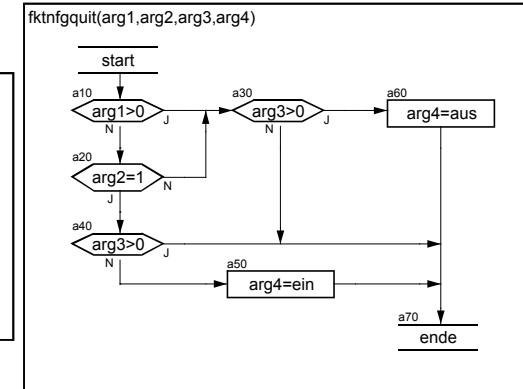 fktnfgquit(arg1,arg2,arg3,arg4)
start
a10
arg1>0
J
N
a30
arg3>0
J
N
a60
arg4=aus
a20
arg2=1
N
J
a40
arg3>0
J
N
a50
arg4=ein
a70
ende